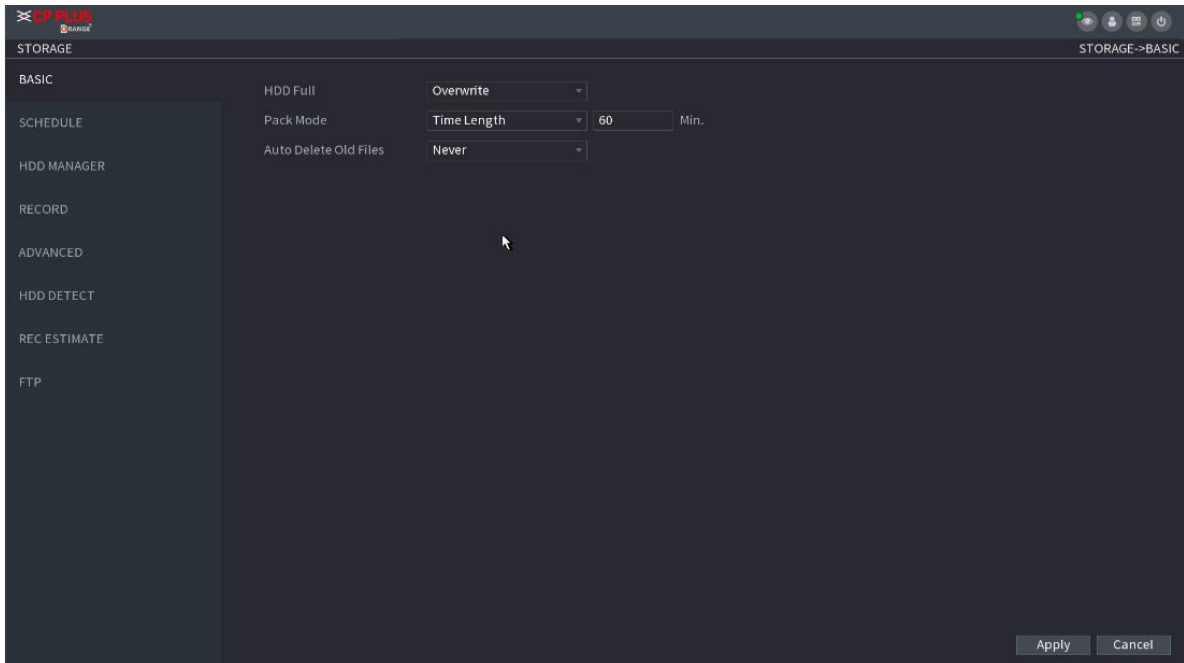 CP PLUS
ORANGE
STORAGE STORAGE->BASIC
BASIC
HDD Full Overwrite
SCHEDULE
Pack Mode Time Length 60 Min.
Auto Delete Old Files Never
HDD MANAGER
RECORD
ADVANCED
HDD DETECT
REC ESTIMATE
FTP
Apply Cancel